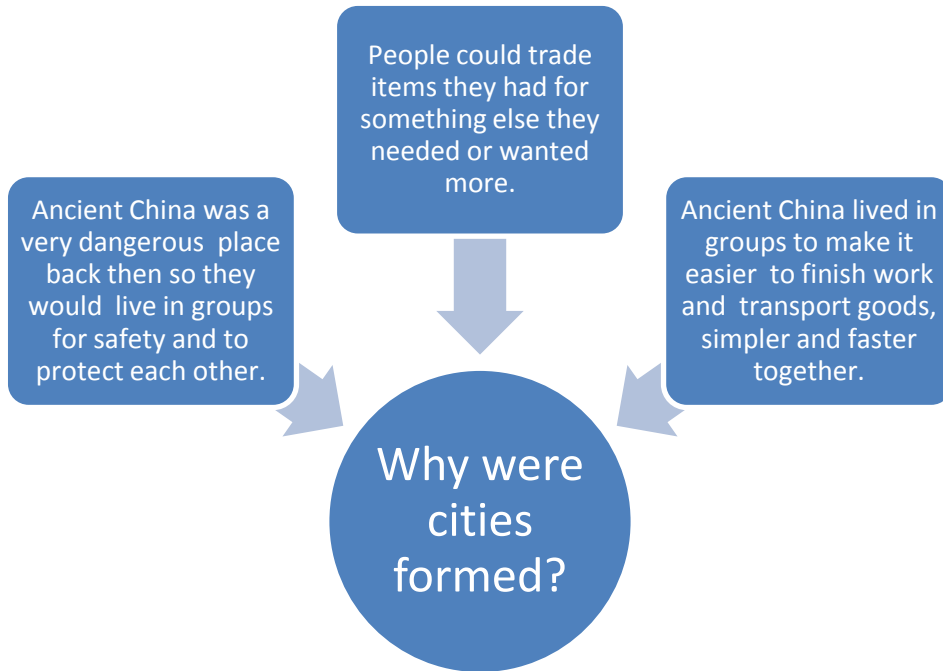 People could trade
items they had for
something else they
needed or wanted
more.
Ancient China was a
very dangerous place
back then so they
would live in groups
for safety and to
protect each other.
Ancient China lived in
groups to make it
easier to finish work
and transport goods,
simpler and faster
together.
Why were
cities
formed?